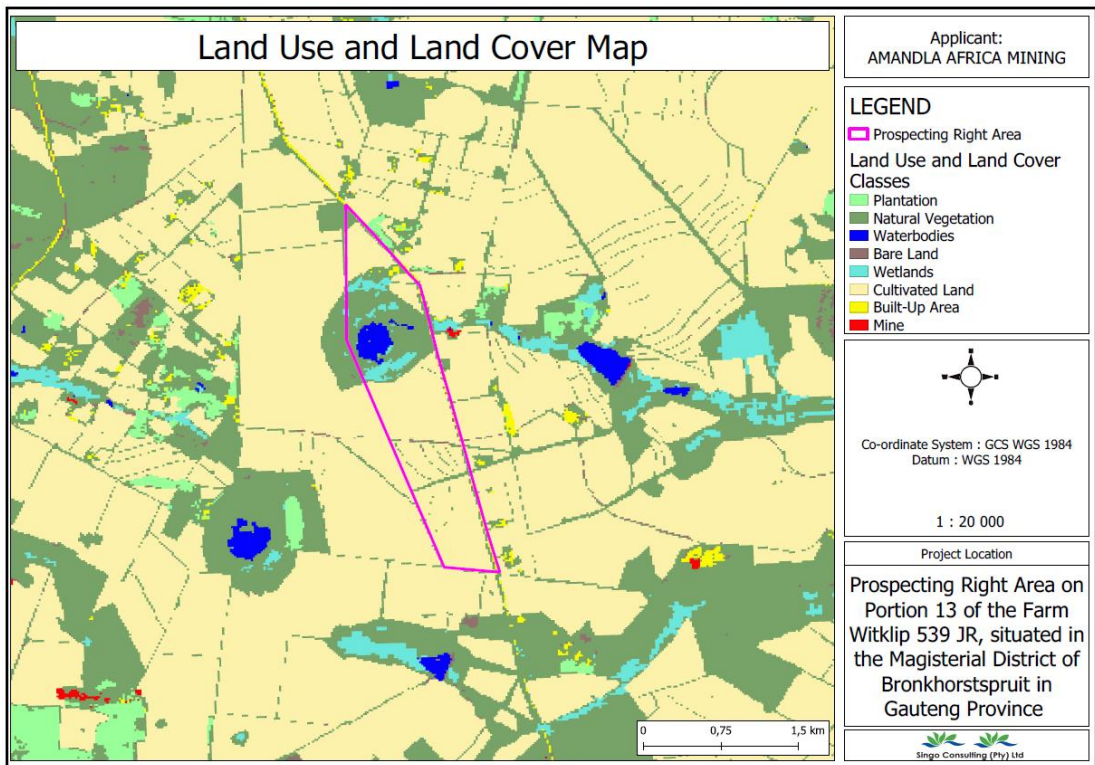 Land Use and Land Cover Map
Applicant:
AMANDLA AFRICA MINING
LEGEND
Prospecting Right Area
Land Use and Land Cover
Classes
Plantation
Natural Vegetation
Waterbodies
Bare Land
Wetlands
Cultivated Land
Built-Up Area
Mine
Co-ordinate System : GCS WGS 1984
Datum : WGS 1984
1 : 20 000
Project Location
Prospecting Right Area on
Portion 13 of the Farm
Witklip 539 JR, situated in
the Magisterial District of
Bronkhorstspruit in
Gauteng Province
0 0,75 1,5 km
Singo Consulting (Pty) Ltd